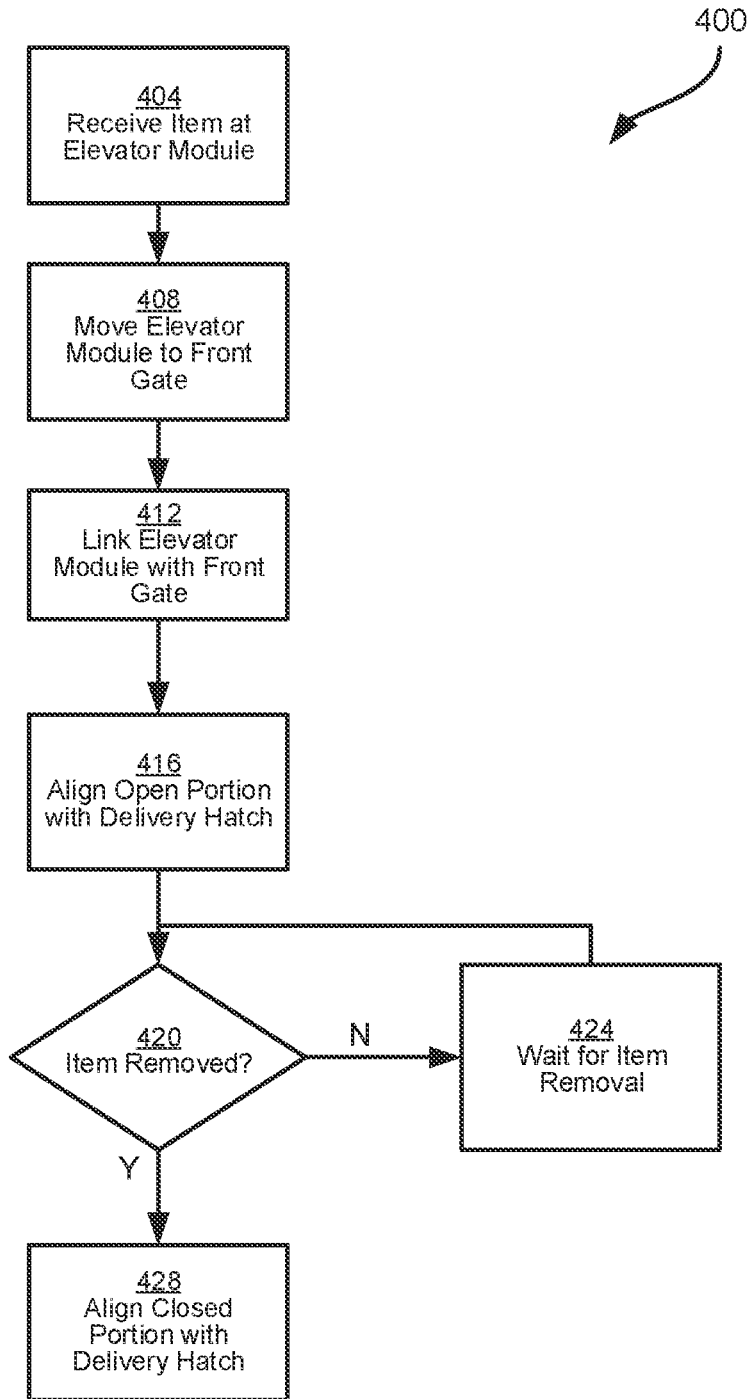 400
404
Receive Item at
Elevator Module
408
Move Elevator
Module to Front
Gate
412
Link Elevator
Module with Front
Gate
416
Align Open Portion
with Delivery Hatch
420
Item Removed?
N
424
Wait for Item
Removal
Y
428
Align Closed
Portion with
Delivery Hatch